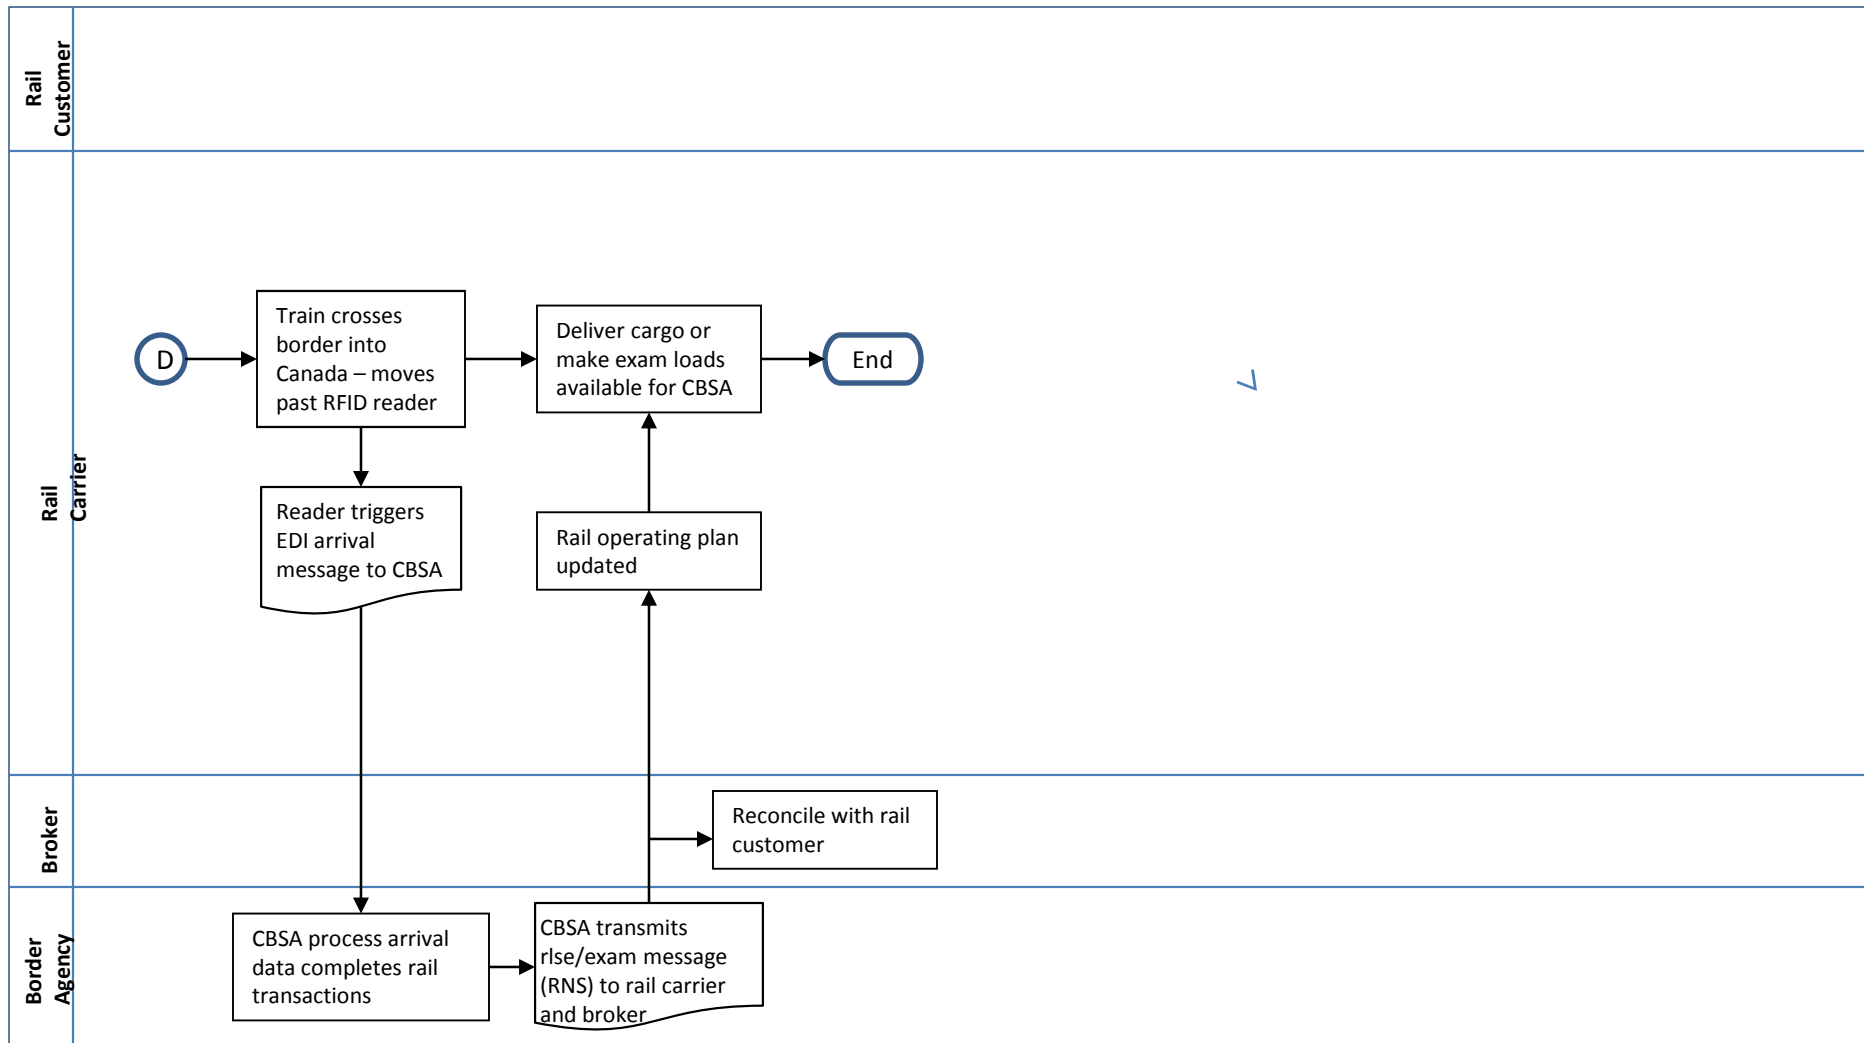 Rail
Customer
Rail
Carrier
D
Train crosses
border into
Canada – moves
past RFID reader
Deliver cargo or
make exam loads
available for CBSA
End
Reader triggers
EDI arrival
message to CBSA
Rail operating plan
updated
Broker
Reconcile with rail
customer
Border
Agency
CBSA process arrival
data completes rail
transactions
CBSA transmits
rlse/exam message
(RNS) to rail carrier
and broker